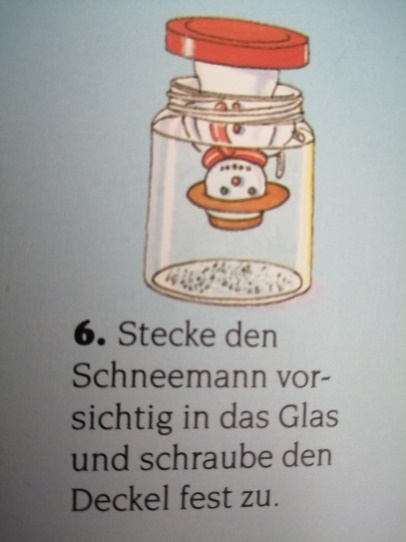 6. Stecke den
Schneemann vor-
sichtig in das Glas
und schraube den
Deckel fest zu.